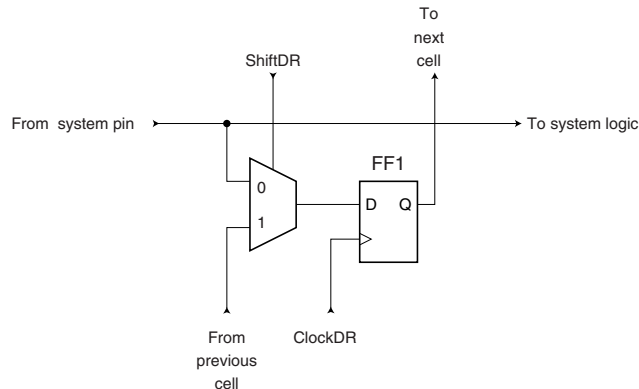 To
next
cell
ShiftDR
From system pin
To system logic
FF1
0
D Q
1
From
previous
cell
ClockDR